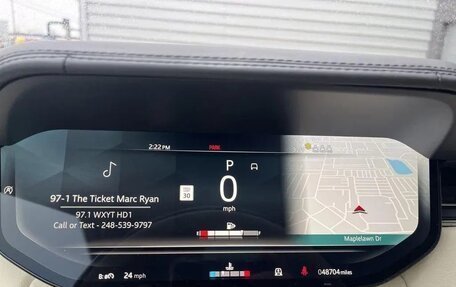 2:22 PM
PARK
P
0
mph
30
97-1 The Ticket Marc Ryan
97.1 WXYT HD1
Call or Text - 248-539-9797
Maplelawn Dr
24 mph
048704 miles